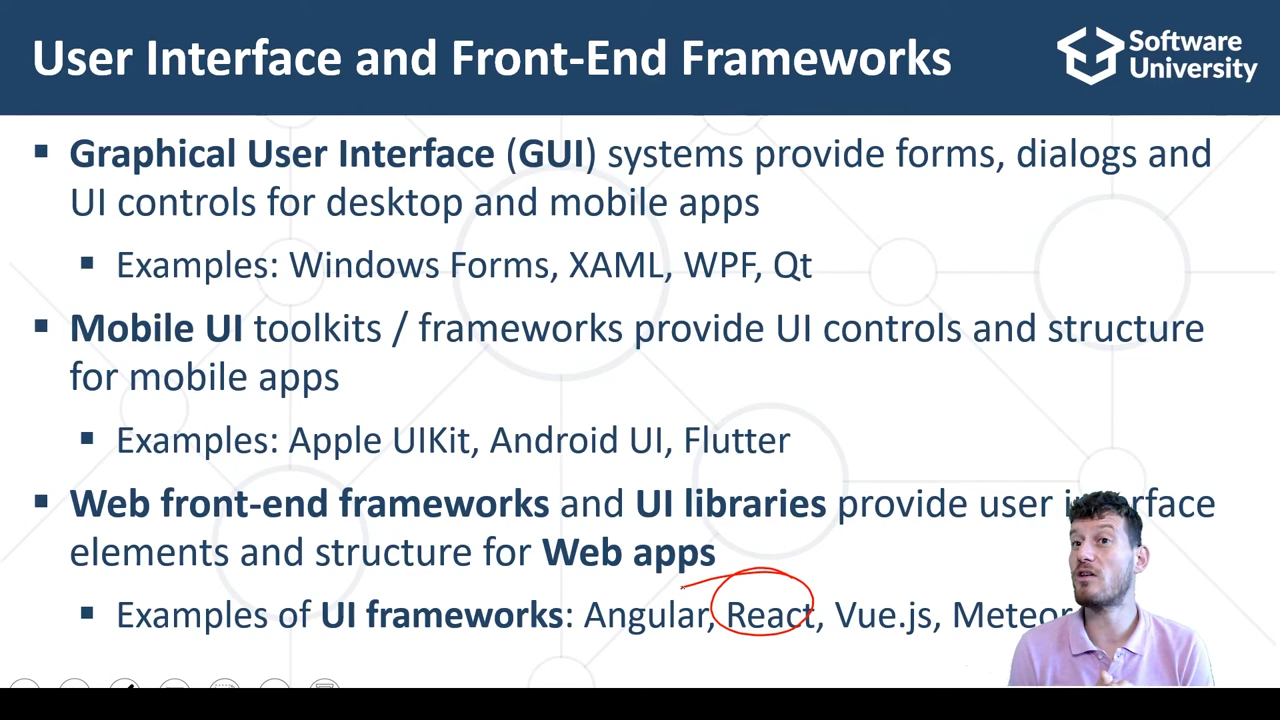 User Interface and Front-End Frameworks
Software
University
▪ Graphical User Interface (GUI) systems provide forms, dialogs and
UI controls for desktop and mobile apps
▪ Examples: Windows Forms, XAML, WPF, Qt
▪ Mobile UI toolkits / frameworks provide UI controls and structure
for mobile apps
▪ Examples: Apple UIKit, Android UI, Flutter
▪ Web front-end frameworks and UI libraries provide user interface
elements and structure for Web apps
▪ Examples of UI frameworks: Angular, React, Vue.js, Meteor